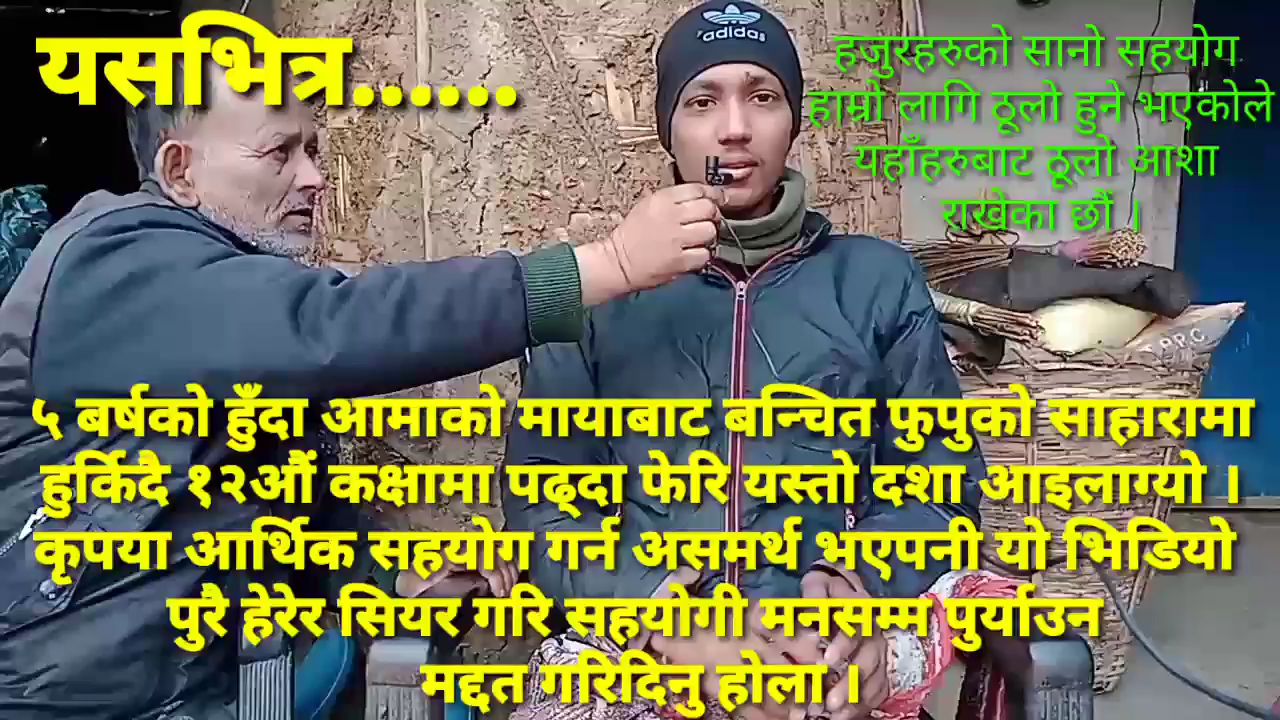 यसभित्र......
adidas
हजुरहरुको सानो सहयोग
हाम्रो लागि ठूलो हुने भएकोले
यहाँहरुबाट ठूलो आशा
राखेका छौं ।
P.P.C
५ बर्षको हुँदा आमाको मायाबाट बन्चित फुपुको साहारामा
हुर्किदै १२औं कक्षामा पढ्दा फेरि यस्तो दशा आइलाग्यो ।
कृपया आर्थिक सहयोग गर्न असमर्थ भएपनी यो भिडियो
पुरै हेरेर सियर गरि सहयोगी मनसम्म पुर्याउन
मद्दत गरिदिनु होला ।